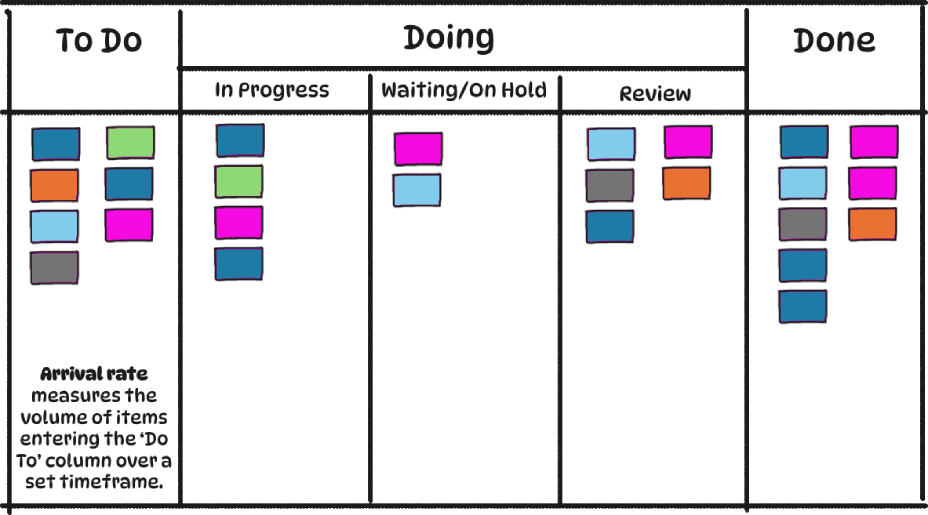 To Do
Doing
Done
In Progress
Waiting/On Hold
Review
Arrival rate
measures the
volume of items
entering the ‘Do
To’ column over a
set timeframe.